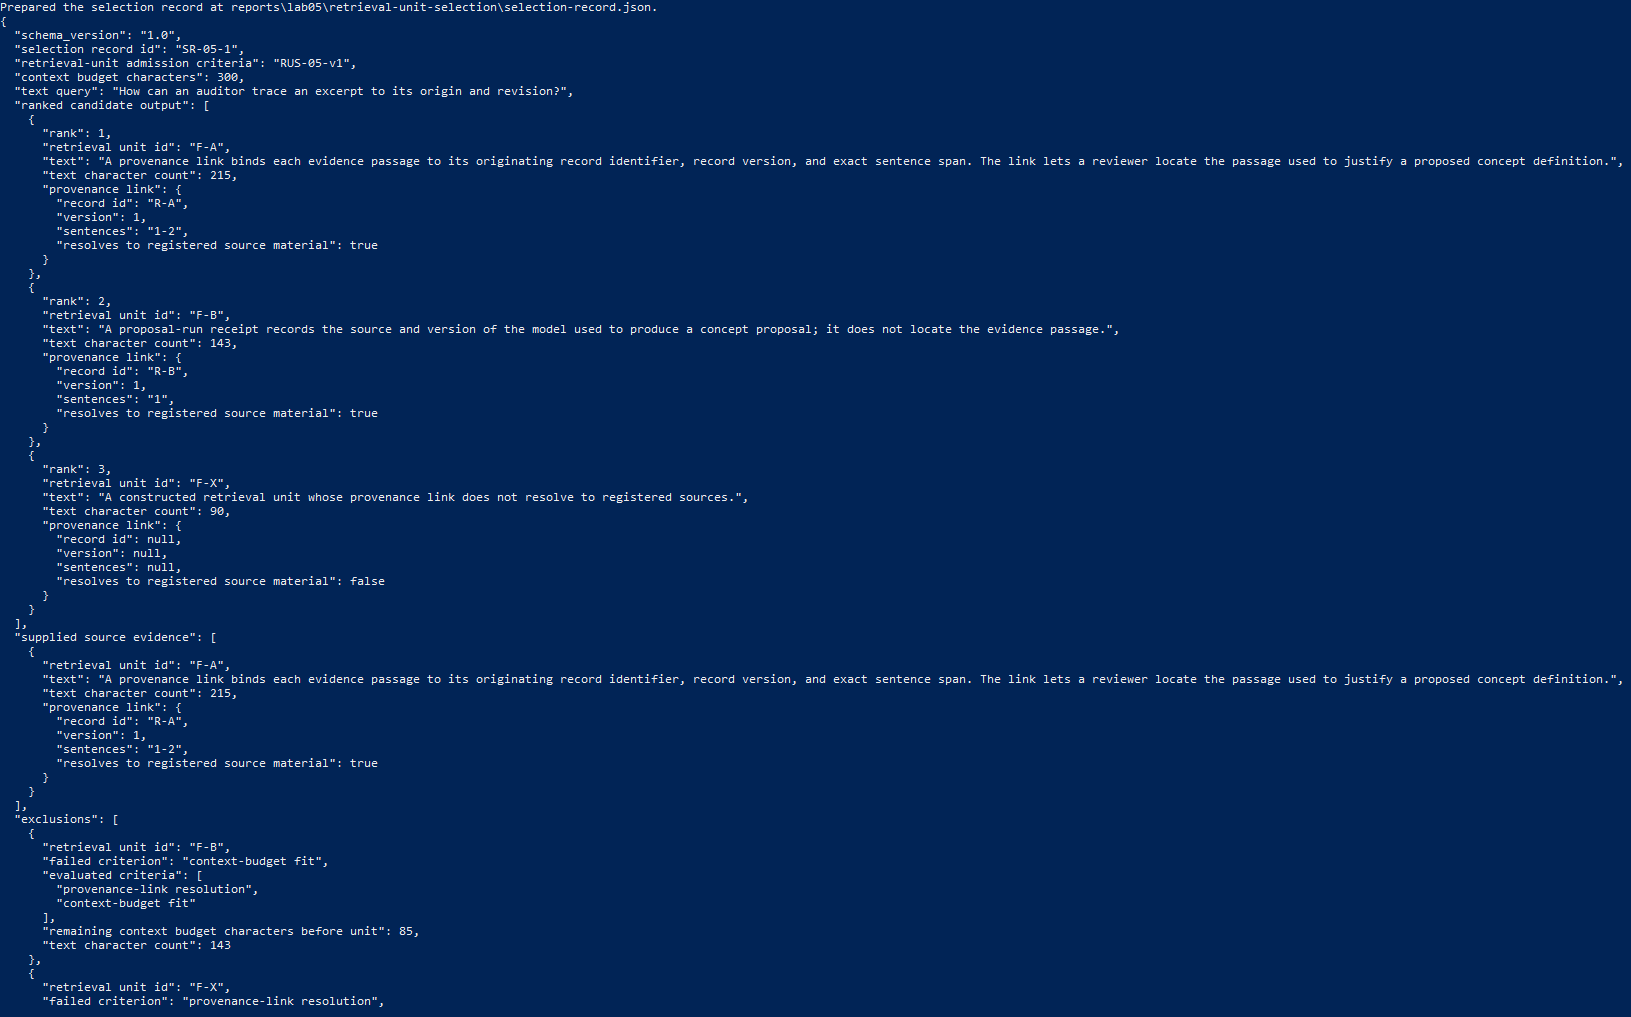 Prepared the selection record at reports\lab05\retrieval-unit-selection\selection-record.json.
{
  "schema_version": "1.0",
  "selection record id": "SR-05-1",
  "retrieval-unit admission criteria": "RUS-05-v1",
  "context budget characters": 300,
  "text query": "How can an auditor trace an excerpt to its origin and revision?",
  "ranked candidate output": [
    {
      "rank": 1,
      "retrieval unit id": "F-A",
      "text": "A provenance link binds each evidence passage to its originating record identifier, record version, and exact sentence span. The link lets a reviewer locate the passage used to justify a proposed concept definition.",
      "text character count": 215,
      "provenance link": {
        "record id": "R-A",
        "version": 1,
        "sentences": "1-2",
        "resolves to registered source material": true
      }
    },
    {
      "rank": 2,
      "retrieval unit id": "F-B",
      "text": "A proposal-run receipt records the source and version of the model used to produce a concept proposal; it does not locate the evidence passage.",
      "text character count": 143,
      "provenance link": {
        "record id": "R-B",
        "version": 1,
        "sentences": "1",
        "resolves to registered source material": true
      }
    },
    {
      "rank": 3,
      "retrieval unit id": "F-X",
      "text": "A constructed retrieval unit whose provenance link does not resolve to registered sources.",
      "text character count": 90,
      "provenance link": {
        "record id": null,
        "version": null,
        "sentences": null,
        "resolves to registered source material": false
      }
    }
  ],
  "supplied source evidence": [
    {
      "retrieval unit id": "F-A",
      "text": "A provenance link binds each evidence passage to its originating record identifier, record version, and exact sentence span. The link lets a reviewer locate the passage used to justify a proposed concept definition.",
      "text character count": 215,
      "provenance link": {
        "record id": "R-A",
        "version": 1,
        "sentences": "1-2",
        "resolves to registered source material": true
      }
    }
  ],
  "exclusions": [
    {
      "retrieval unit id": "F-B",
      "failed criterion": "context-budget fit",
      "evaluated criteria": [
        "provenance-link resolution",
        "context-budget fit"
      ],
      "remaining context budget characters before unit": 85,
      "text character count": 143
    },
    {
      "retrieval unit id": "F-X",
      "failed criterion": "provenance-link resolution",